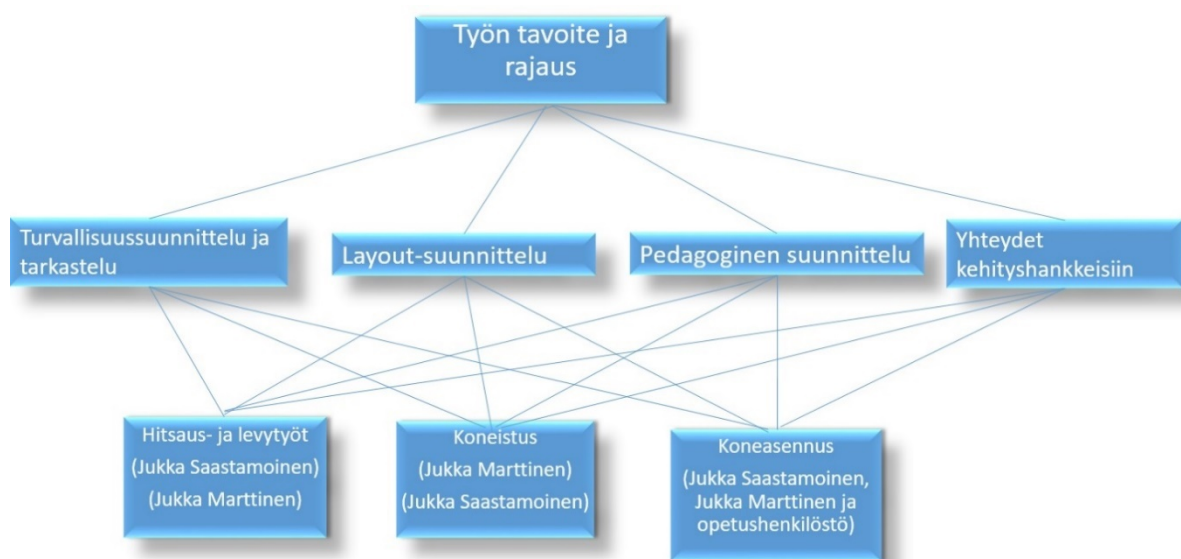 Työn tavoite ja
rajaus
Turvallisuussuunnittelu ja
tarkastelu
Layout-suunnittelu
Pedagoginen suunnittelu
Yhteydet
kehityshankkeisiin
Hitsaus- ja levytyöt
(Jukka Saastamoinen)
(Jukka Marttinen)
Koneistus
(Jukka Marttinen)
(Jukka Saastamoinen)
Koneasennus
(Jukka Saastamoinen,
Jukka Marttinen ja
opetushenkilöstö)